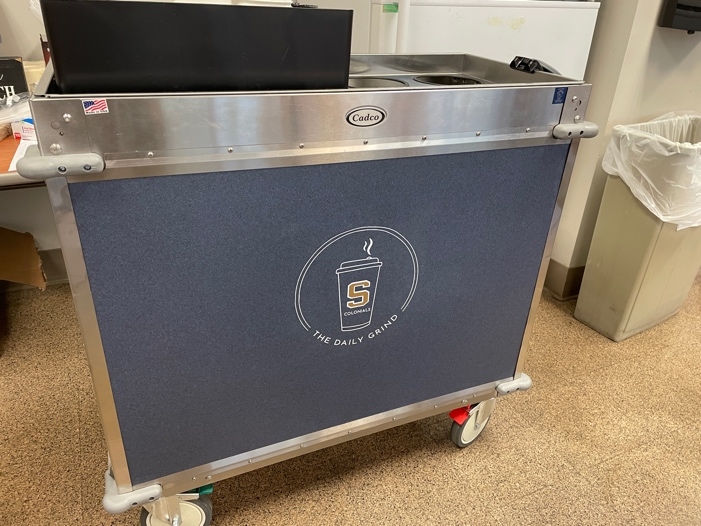 Cadco
S
COLONIALS
THE DAILY GRIND